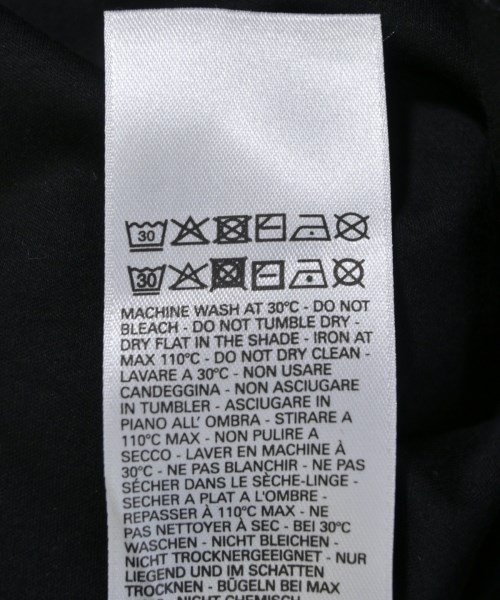 30
30
MACHINE WASH AT 30°C - DO NOT
BLEACH - DO NOT TUMBLE DRY -
DRY FLAT IN THE SHADE - IRON AT
MAX 110°C - DO NOT DRY CLEAN -
LAVARE A 30°C - NON USARE
CANDEGGINA - NON ASCIUGARE
IN TUMBLER - ASCIUGARE IN
PIANO ALL' OMBRA - STIRARE A
110°C MAX - NON PULIRE A
SECCO - LAVER EN MACHINE À
30°C - NE PAS BLANCHIR - NE PAS
SÉCHER DANS LE SÈCHE-LINGE -
SECHER A PLAT A L'OMBRE -
REPASSER À 110°C MAX - NE
PAS NETTOYER À SEC - BEI 30°C
WASCHEN - NICHT BLEICHEN -
NICHT TROCKNERGEEIGNET - NUR
LIEGEND UND IM SCHATTEN
TROCKNEN - BÜGELN BEI MAX
NICHT CHEMISCH